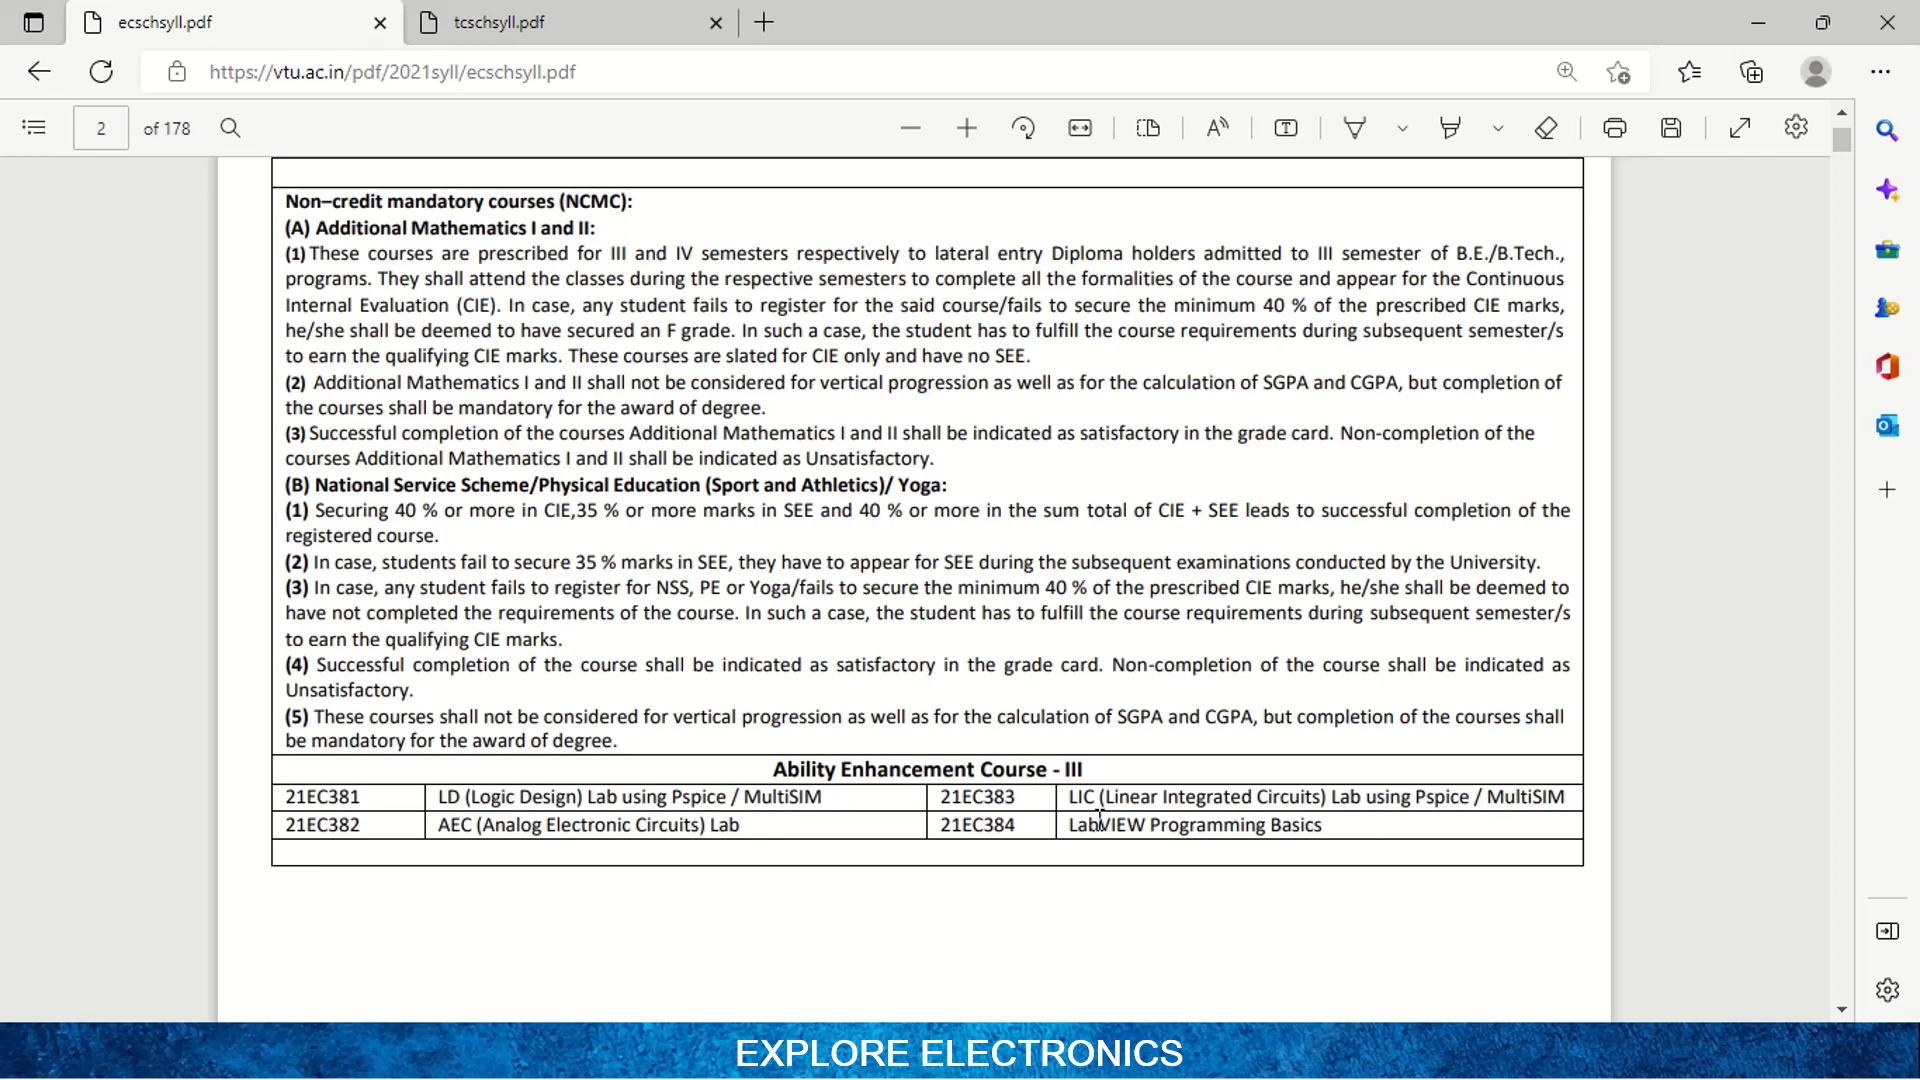 ecschsyll.pdf
tcschsyll.pdf
https://vtu.ac.in/pdf/2021syll/ecschsyll.pdf
2 of 178
Non–credit mandatory courses (NCMC):
(A) Additional Mathematics I and II:
(1) These courses are prescribed for III and IV semesters respectively to lateral entry Diploma holders admitted to III semester of B.E./B.Tech.,
programs. They shall attend the classes during the respective semesters to complete all the formalities of the course and appear for the Continuous
Internal Evaluation (CIE). In case, any student fails to register for the said course/fails to secure the minimum 40 % of the prescribed CIE marks,
he/she shall be deemed to have secured an F grade. In such a case, the student has to fulfill the course requirements during subsequent semester/s
to earn the qualifying CIE marks. These courses are slated for CIE only and have no SEE.
(2) Additional Mathematics I and II shall not be considered for vertical progression as well as for the calculation of SGPA and CGPA, but completion of
the courses shall be mandatory for the award of degree.
(3) Successful completion of the courses Additional Mathematics I and II shall be indicated as satisfactory in the grade card. Non-completion of the
courses Additional Mathematics I and II shall be indicated as Unsatisfactory.
(B) National Service Scheme/Physical Education (Sport and Athletics)/ Yoga:
(1) Securing 40 % or more in CIE,35 % or more marks in SEE and 40 % or more in the sum total of CIE + SEE leads to successful completion of the
registered course.
(2) In case, students fail to secure 35 % marks in SEE, they have to appear for SEE during the subsequent examinations conducted by the University.
(3) In case, any student fails to register for NSS, PE or Yoga/fails to secure the minimum 40 % of the prescribed CIE marks, he/she shall be deemed to
have not completed the requirements of the course. In such a case, the student has to fulfill the course requirements during subsequent semester/s
to earn the qualifying CIE marks.
(4) Successful completion of the course shall be indicated as satisfactory in the grade card. Non-completion of the course shall be indicated as
Unsatisfactory.
(5) These courses shall not be considered for vertical progression as well as for the calculation of SGPA and CGPA, but completion of the courses shall
be mandatory for the award of degree.
Ability Enhancement Course - III
21EC381 LD (Logic Design) Lab using Pspice / MultiSIM 21EC383 LIC (Linear Integrated Circuits) Lab using Pspice / MultiSIM
21EC382 AEC (Analog Electronic Circuits) Lab 21EC384 LabVIEW Programming Basics
EXPLORE ELECTRONICS